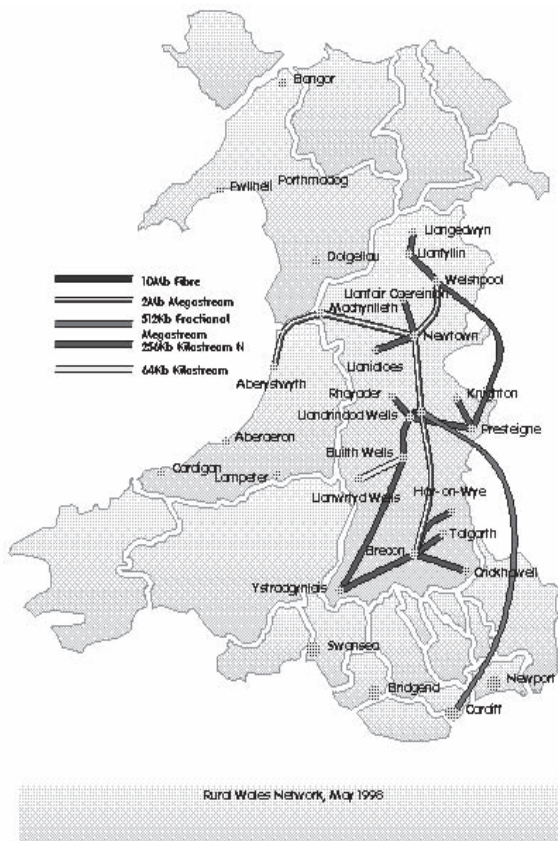 Bangor
Porthmadog
Pwllheli
Llangedwyn
Llanfyllin
Dolgellau
Welshpool
10Mb Fibre
2Mb Megastream
512Kb Fractional
Megastream
256Kb Kilostream N
64Kb Kilostream
Llanfair Caereinion
Machynlleth
Newtown
Llanidloes
Aberystwyth
Rhayader
Knighton
Llandrindod Wells
Presteigne
Aberaeron
Builth Wells
Cardigan
Lampeter
Llanwrtyd Wells
Hay-on-Wye
Talgarth
Brecon
Crickhowell
Ystradgynlais
Swansea
Newport
Bridgend
Cardiff
Rural Wales Network, May 1998